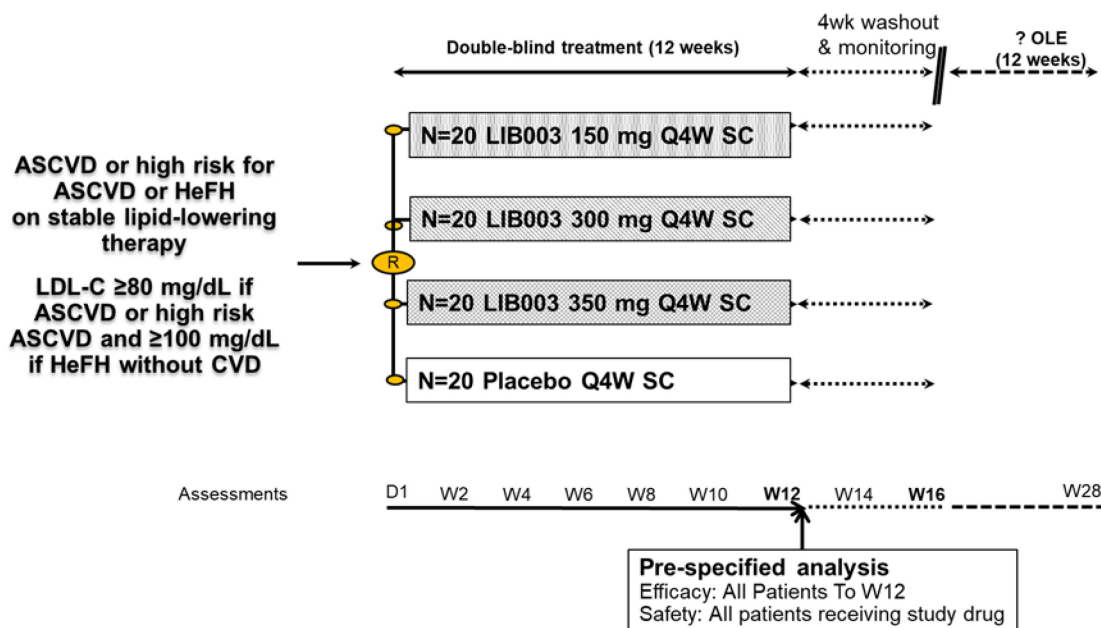 4wk washout
& monitoring
Double-blind treatment (12 weeks)
? OLE
(12 weeks)
N=20 LIB003 150 mg Q4W SC
ASCVD or high risk for
ASCVD or HeFH
on stable lipid-lowering
therapy
LDL-C ≥80 mg/dL if
ASCVD or high risk
ASCVD and ≥100 mg/dL
if HeFH without CVD
N=20 LIB003 300 mg Q4W SC
R
N=20 LIB003 350 mg Q4W SC
N=20 Placebo Q4W SC
Assessments D1 W2 W4 W6 W8 W10 W12 W14 W16 W28
Pre-specified analysis
Efficacy: All Patients To W12
Safety: All patients receiving study drug